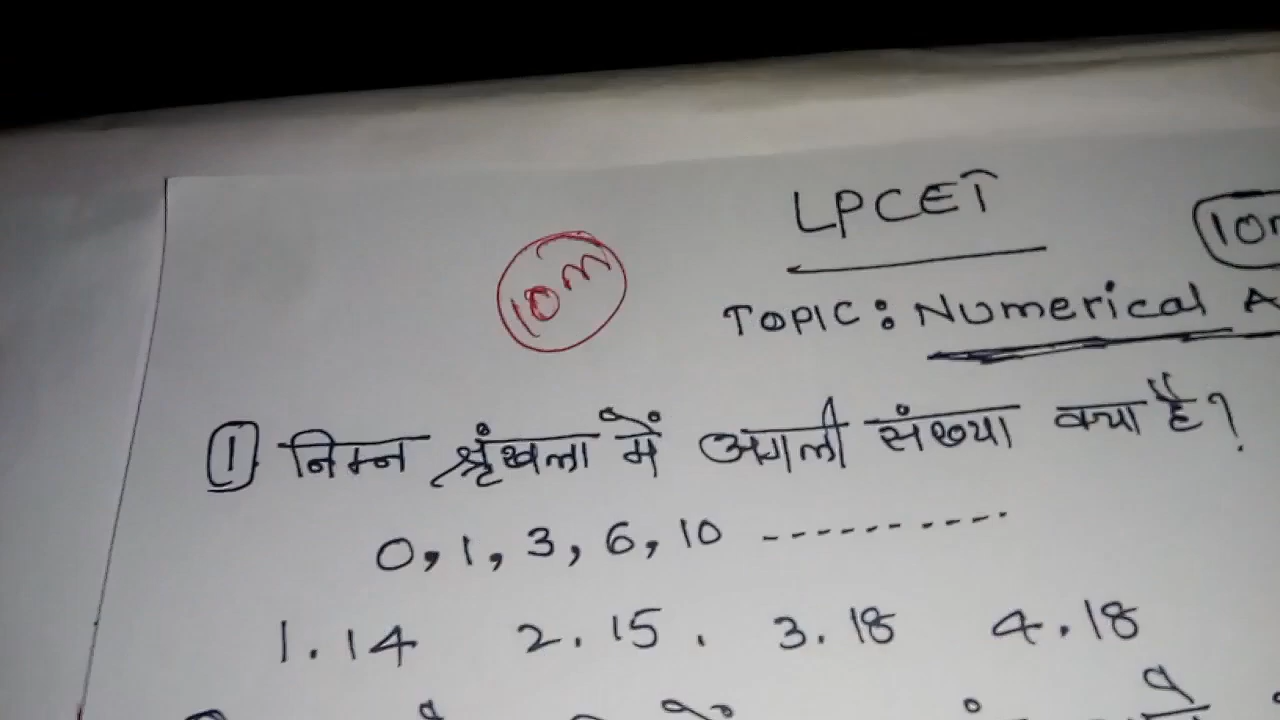 LPCET
10m
TOPIC: Numerical A
① निम्न श्रृंखला में अगली संख्या क्या है?
0, 1, 3, 6, 10 ----------
1. 14 2. 15. 3. 18 4. 18